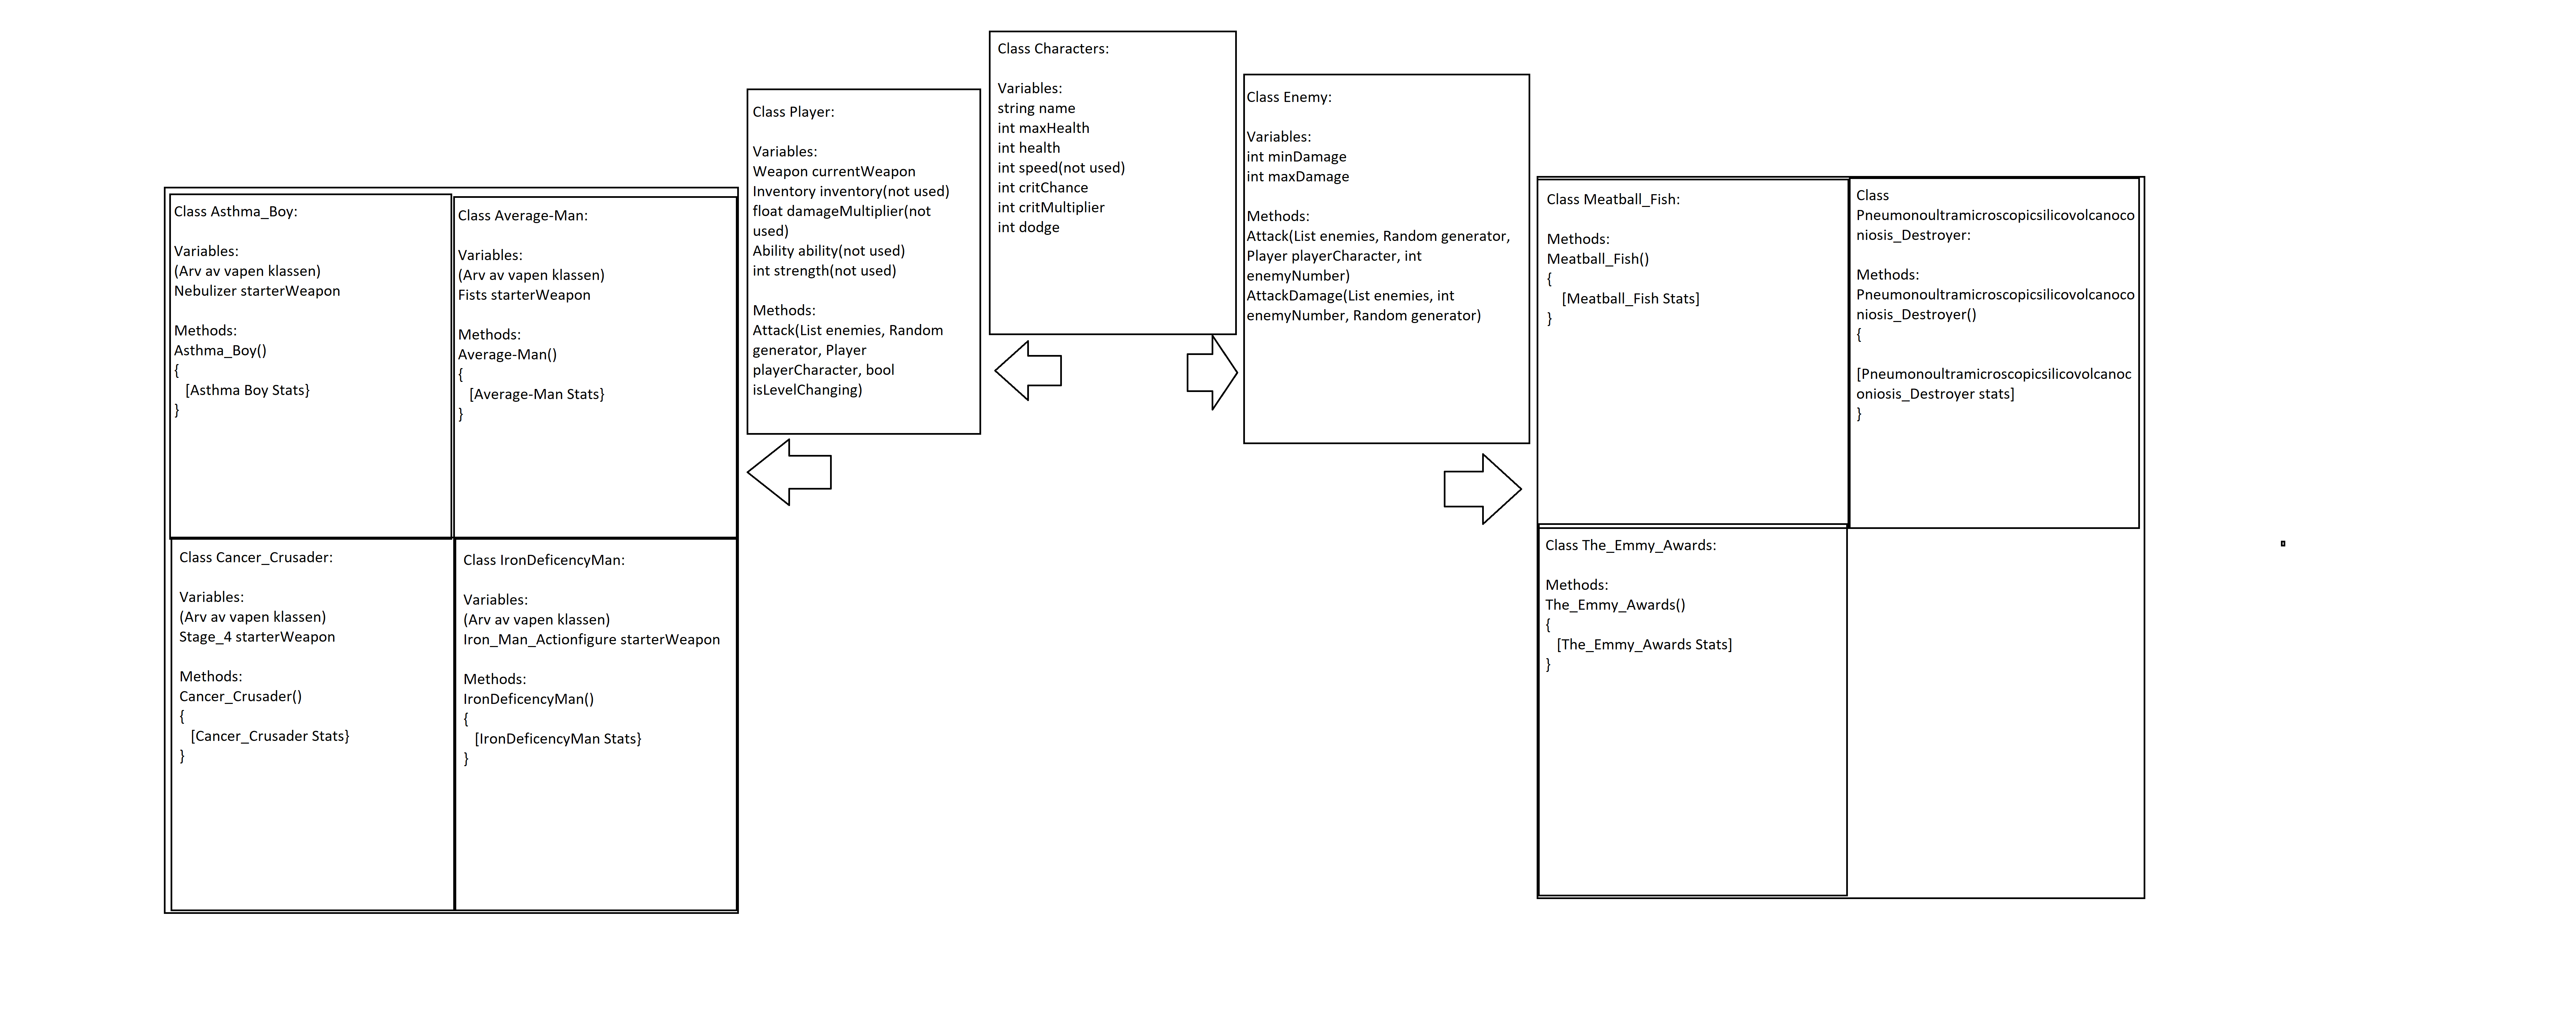 Class Characters:
Variables:
string name
int maxHealth
int health
int speed(not used)
int critChance
int critMultiplier
int dodge
Class Player:
Variables:
Weapon currentWeapon
Inventory inventory(not used)
float damageMultiplier(not
used)
Ability ability(not used)
int strength(not used)
Methods:
Attack(List enemies, Random
generator, Player
playerCharacter, bool
isLevelChanging)
Class Enemy:
Variables:
int minDamage
int maxDamage
Methods:
Attack(List enemies, Random generator,
Player playerCharacter, int
enemyNumber)
AttackDamage(List enemies, int
enemyNumber, Random generator)
Class Asthma_Boy:
Variables:
(Arv av vapen klassen)
Nebulizer starterWeapon
Methods:
Asthma_Boy()
{
[Asthma Boy Stats}
}
Class Average-Man:
Variables:
(Arv av vapen klassen)
Fists starterWeapon
Methods:
Average-Man()
{
[Average-Man Stats}
}
Class Cancer_Crusader:
Variables:
(Arv av vapen klassen)
Stage_4 starterWeapon
Methods:
Cancer_Crusader()
{
[Cancer_Crusader Stats}
}
Class IronDeficencyMan:
Variables:
(Arv av vapen klassen)
Iron_Man_Actionfigure starterWeapon
Methods:
IronDeficencyMan()
{
[IronDeficencyMan Stats}
}
Class Meatball_Fish:
Methods:
Meatball_Fish()
{
[Meatball_Fish Stats]
}
Class
Pneumonoultramicroscopicsilicovolcanoco
niosis_Destroyer:
Methods:
Pneumonoultramicroscopicsilicovolcanoco
niosis_Destroyer()
{
[Pneumonoultramicroscopicsilicovolcanoc
oniosis_Destroyer stats]
}
Class The_Emmy_Awards:
Methods:
The_Emmy_Awards()
{
[The_Emmy_Awards Stats]
}